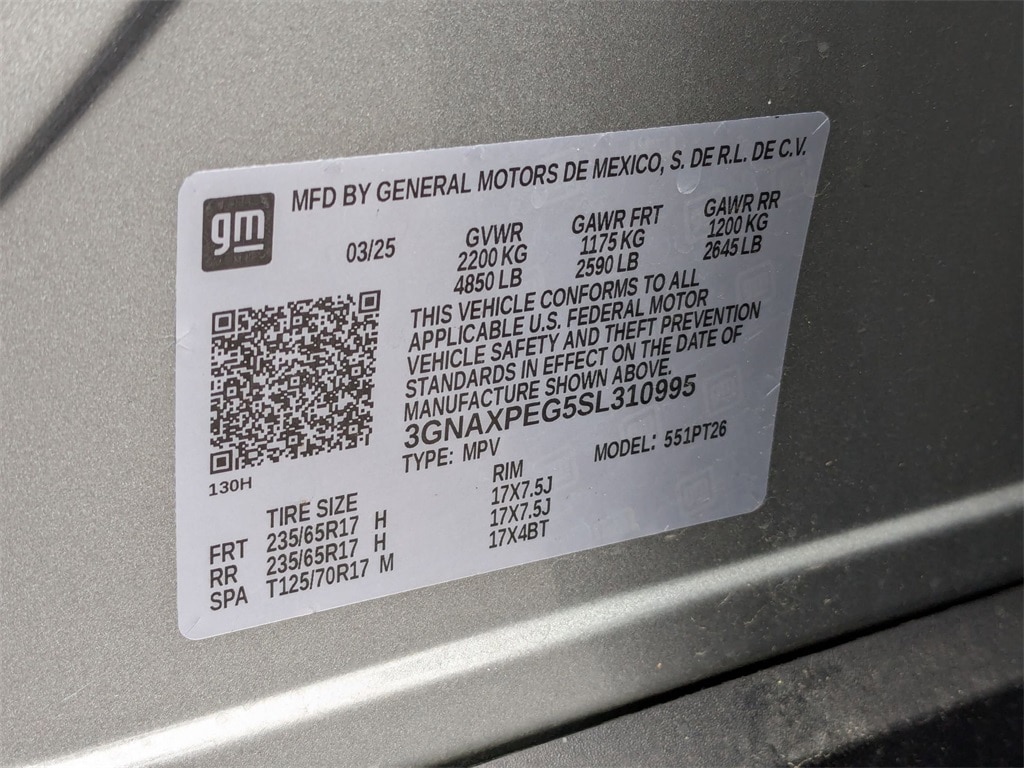 gm
MFD BY GENERAL MOTORS DE MEXICO, S. DE R.L. DE C.V.
03/25
GVWR GAWR FRT GAWR RR
2200 KG 1175 KG 1200 KG
4850 LB 2590 LB 2645 LB
THIS VEHICLE CONFORMS TO ALL
APPLICABLE U.S. FEDERAL MOTOR
VEHICLE SAFETY AND THEFT PREVENTION
STANDARDS IN EFFECT ON THE DATE OF
MANUFACTURE SHOWN ABOVE.
3GNAXPEG5SL310995
TYPE: MPV MODEL: 551PT26
130H
TIRE SIZE RIM
FRT 235/65R17 H 17X7.5J
RR 235/65R17 H 17X7.5J
SPA T125/70R17 M 17X4BT